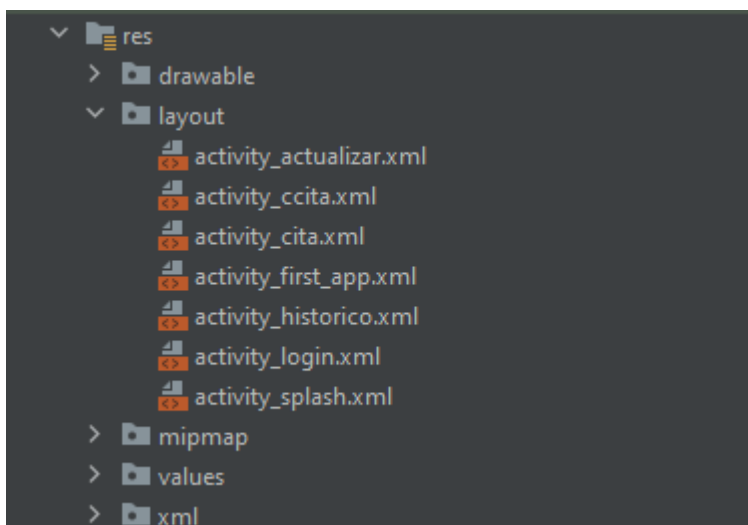 res
drawable
layout
activity_actualizar.xml
activity_ccita.xml
activity_cita.xml
activity_first_app.xml
activity_historico.xml
activity_login.xml
activity_splash.xml
mipmap
values
xml